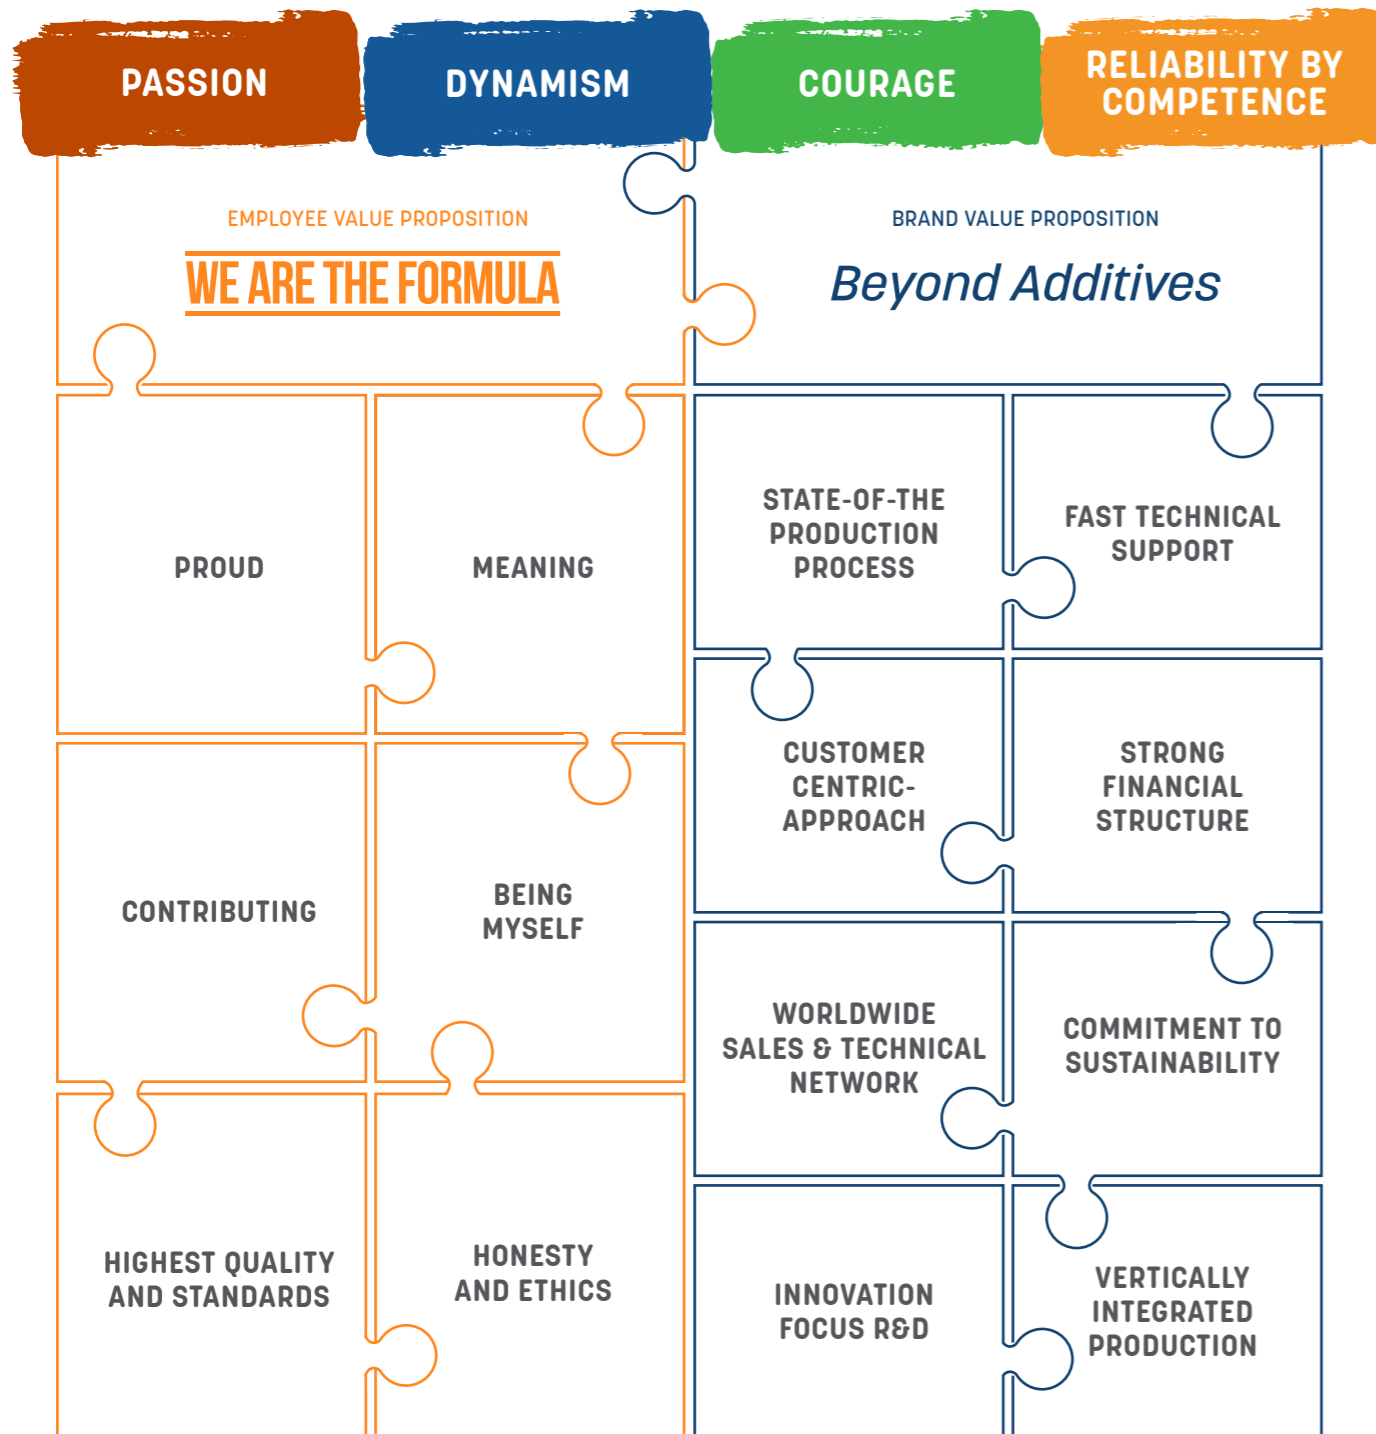 PASSION
DYNAMISM
COURAGE
RELIABILITY BY
COMPETENCE
EMPLOYEE VALUE PROPOSITION
WE ARE THE FORMULA
BRAND VALUE PROPOSITION
Beyond Additives
PROUD
MEANING
CONTRIBUTING
BEING
MYSELF
HIGHEST QUALITY
AND STANDARDS
HONESTY
AND ETHICS
STATE-OF-THE
PRODUCTION
PROCESS
FAST TECHNICAL
SUPPORT
CUSTOMER
CENTRIC-
APPROACH
STRONG
FINANCIAL
STRUCTURE
WORLDWIDE
SALES & TECHNICAL
NETWORK
COMMITMENT TO
SUSTAINABILITY
INNOVATION
FOCUS R&D
VERTICALLY
INTEGRATED
PRODUCTION